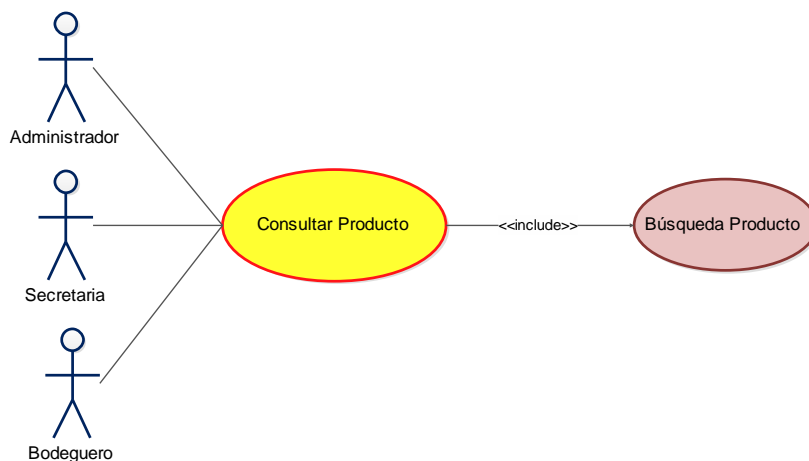 Administrador
Secretaria
Bodeguero
Consultar Producto
<<include>>
Búsqueda Producto